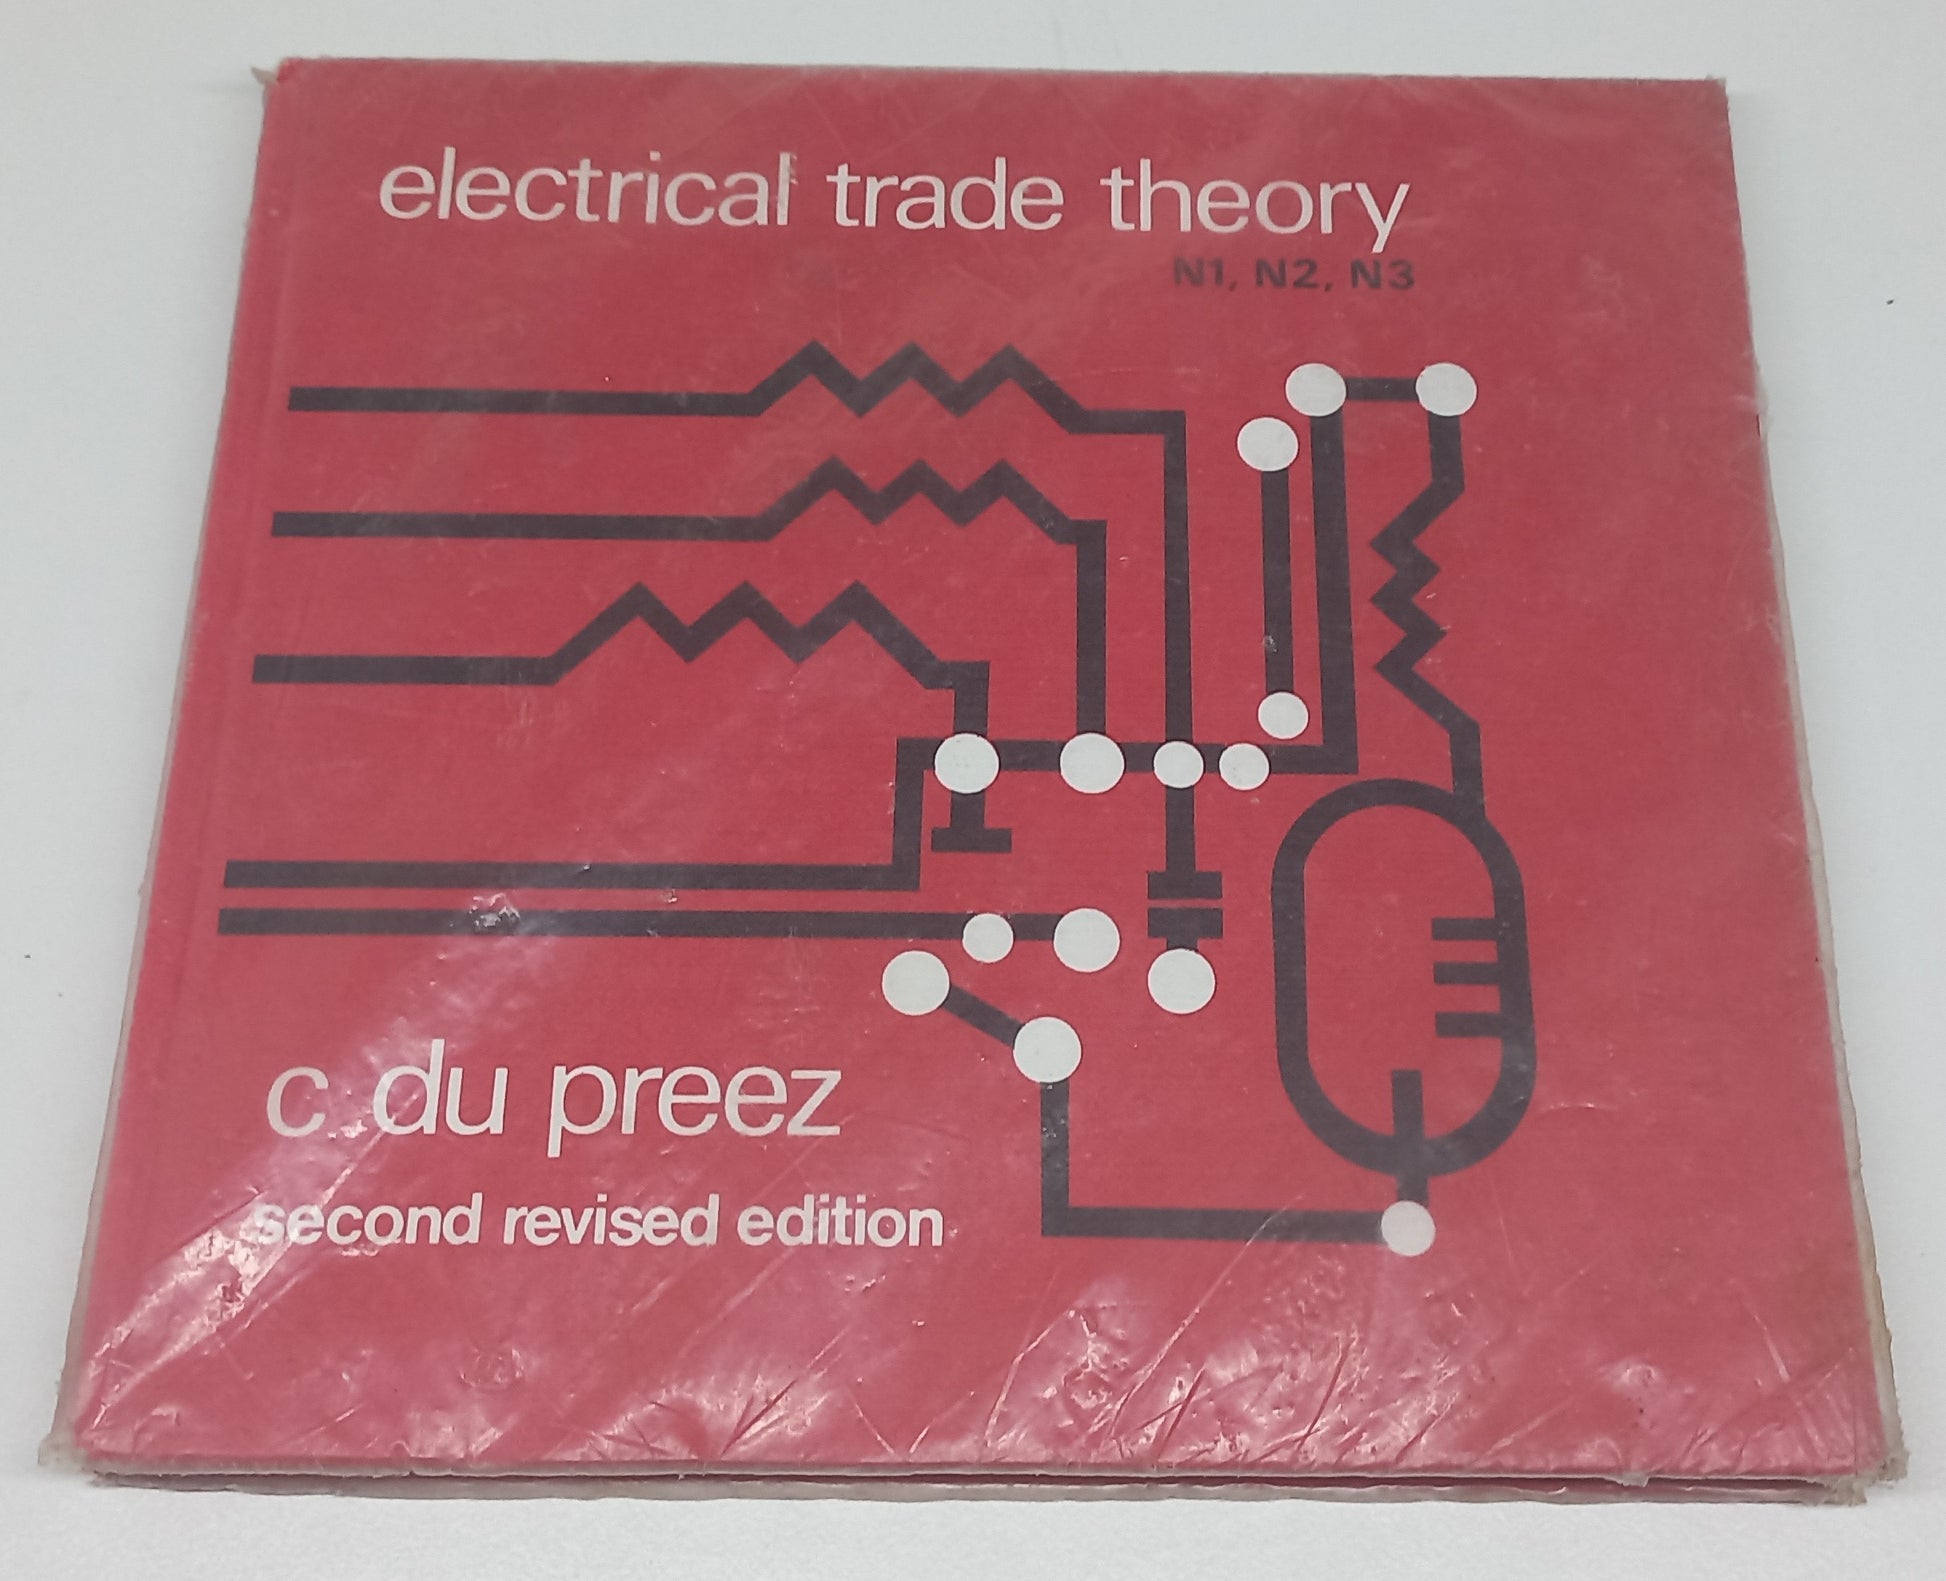 electrical trade theory
N1, N2, N3
c du preez
second revised edition